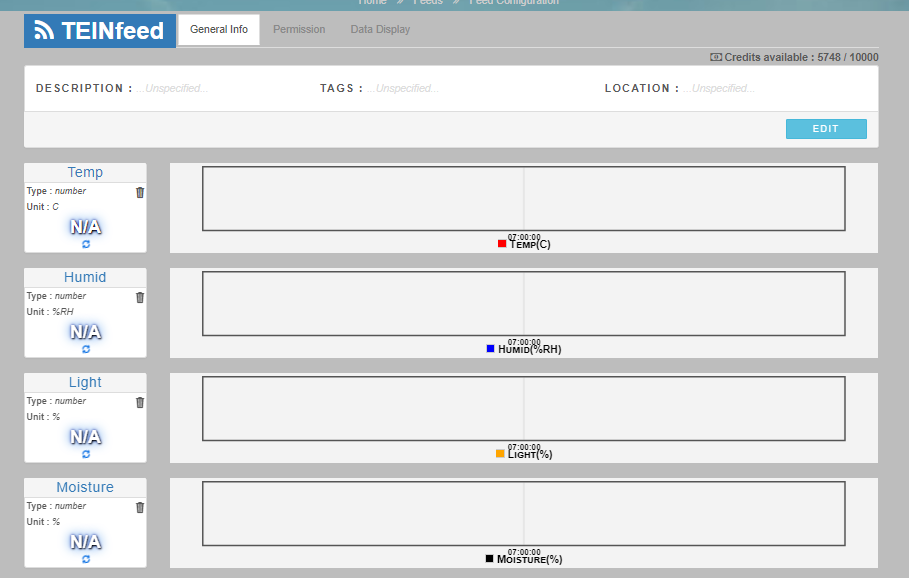 Home » Feeds » Feed Configuration
TEINfeed General Info Permission Data Display
Credits available : 5748 / 10000
DESCRIPTION : ...Unspecified... TAGS : ...Unspecified... LOCATION : ...Unspecified...
EDIT
Temp
Type : number
Unit : C
N/A
07:00:00
TEMP(C)
Humid
Type : number
Unit : %RH
N/A
07:00:00
HUMID(%RH)
Light
Type : number
Unit : %
N/A
07:00:00
LIGHT(%)
Moisture
Type : number
Unit : %
N/A
07:00:00
MOISTURE(%)